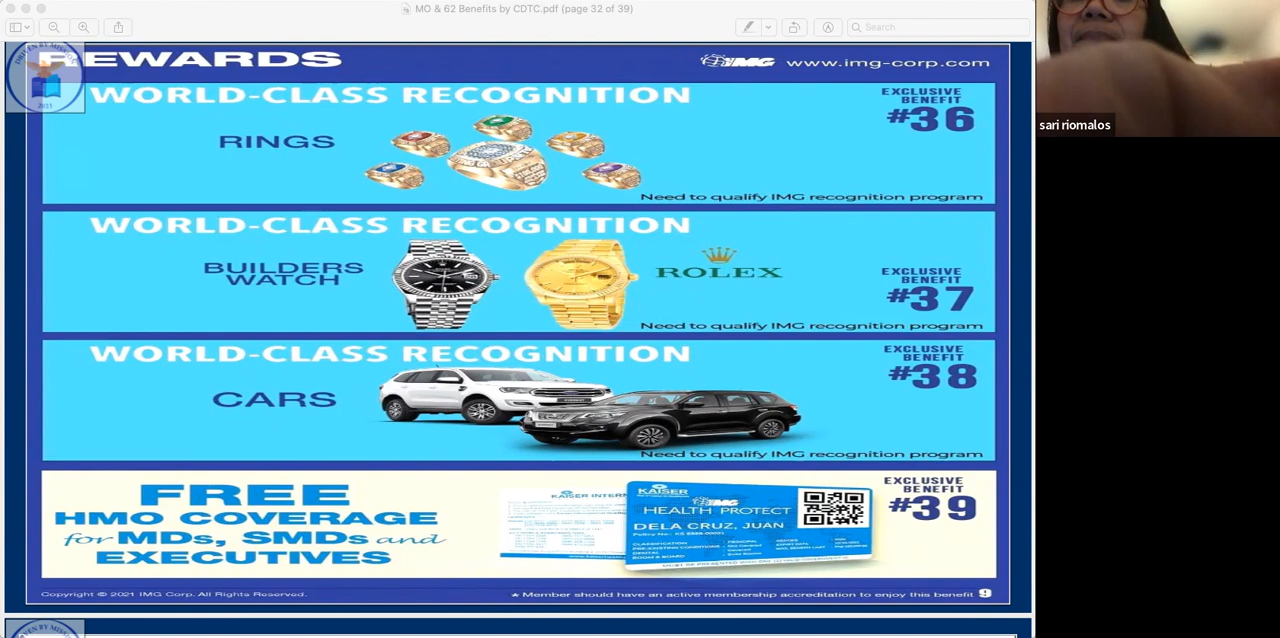 MO & 62 Benefits by CDTC.pdf (page 32 of 39)
Search
REWARDS
IMG www.img-corp.com
WORLD-CLASS RECOGNITION
EXCLUSIVE
BENEFIT
#36
RINGS
Need to qualify IMG recognition program
WORLD-CLASS RECOGNITION
BUILDERS
WATCH
ROLEX
EXCLUSIVE
BENEFIT
#37
Need to qualify IMG recognition program
WORLD-CLASS RECOGNITION
EXCLUSIVE
BENEFIT
#38
CARS
Need to qualify IMG recognition program
FREE
HMO COVERAGE
for MDs, SMDs and
EXECUTIVES
KAISER
IMG
HEALTH PROTECT
DELA CRUZ, JUAN
EXCLUSIVE
BENEFIT
#39
Copyright © 2021 IMG Corp. All Rights Reserved.
★ Member should have an active membership accreditation to enjoy this benefit 9
sari riomalos